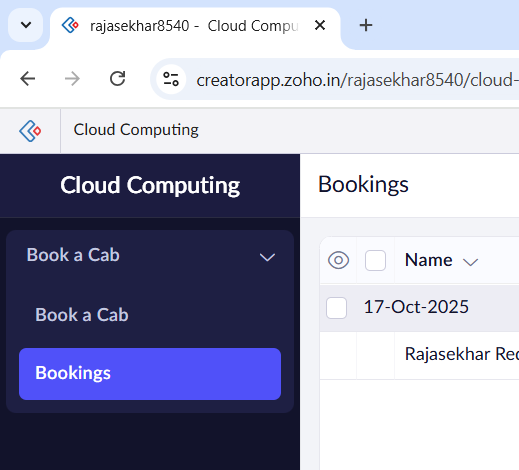 rajasekhar8540 - Cloud Compu
creatorapp.zoho.in/rajasekhar8540/cloud-
Cloud Computing
Cloud Computing
Bookings
Book a Cab
Name
Book a Cab
17-Oct-2025
Rajasekhar Red
Bookings